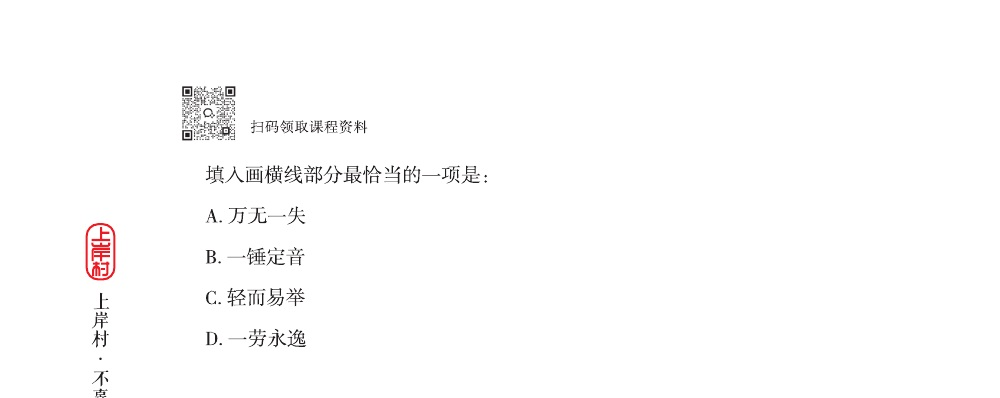 扫码领取课程资料
填入画横线部分最恰当的一项是：
A. 万无一失
B. 一锤定音
C. 轻而易举
D. 一劳永逸
上岸村
上岸村·不